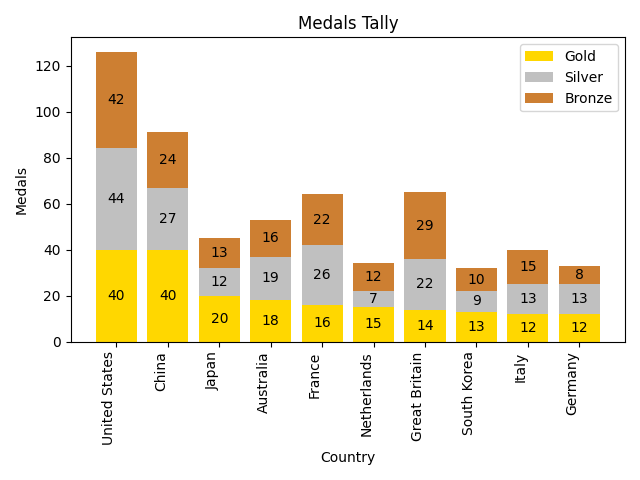 Medals Tally
Gold
Silver
Bronze
Medals
120
100
80
60
40
20
0
42 24 13 16 22 12 29 10 15 8
44 27 12 19 26 7 22 9 13 13
40 40 20 18 16 15 14 13 12 12
United States
China
Japan
Australia
France
Netherlands
Great Britain
South Korea
Italy
Germany
Country